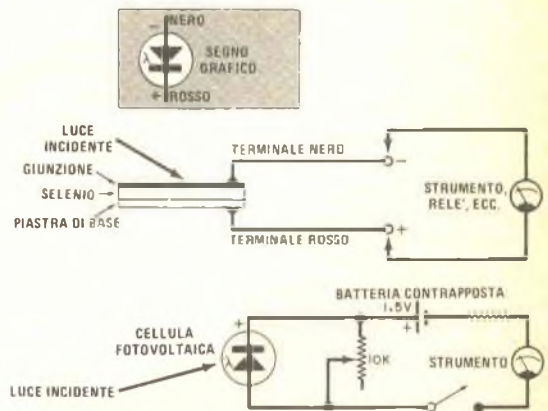 − NERO
λ
SEGNO
GRAFICO
+ ROSSO
LUCE
INCIDENTE
GIUNZIONE
SELENIO
PIASTRA DI BASE
TERMINALE NERO
−
STRUMENTO,
RELE', ECC.
+
TERMINALE ROSSO
BATTERIA CONTRAPPOSTA
1.5V
+
+
CELLULA
FOTOVOLTAICA
λ
10K
STRUMENTO
LUCE INCIDENTE